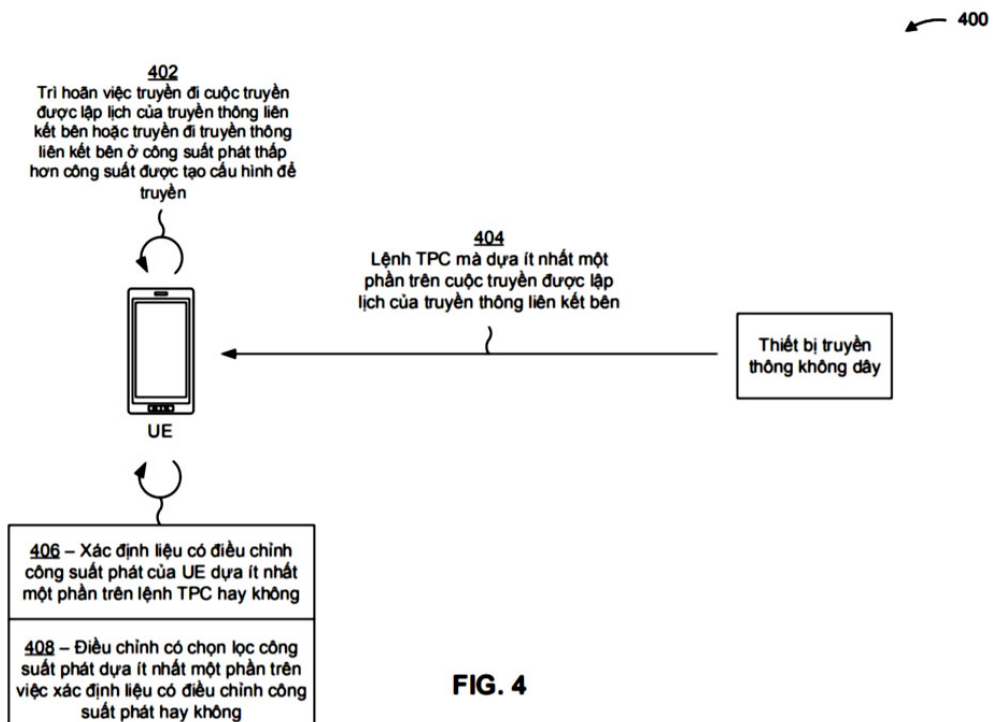 400
402
Trì hoãn việc truyền đi cuộc truyền
được lập lịch của truyền thông liên
kết bên hoặc truyền đi truyền thông
liên kết bên ở công suất phát thấp
hơn công suất được tạo cấu hình để
truyền
404
Lệnh TPC mà dựa ít nhất một
phần trên cuộc truyền được lập
lịch của truyền thông liên kết bên
Thiết bị truyền
thông không dây
UE
406 – Xác định liệu có điều chỉnh
công suất phát của UE dựa ít nhất
một phần trên lệnh TPC hay không
408 – Điều chỉnh có chọn lọc công
suất phát dựa ít nhất một phần trên
việc xác định liệu có điều chỉnh công
suất phát hay không
FIG. 4